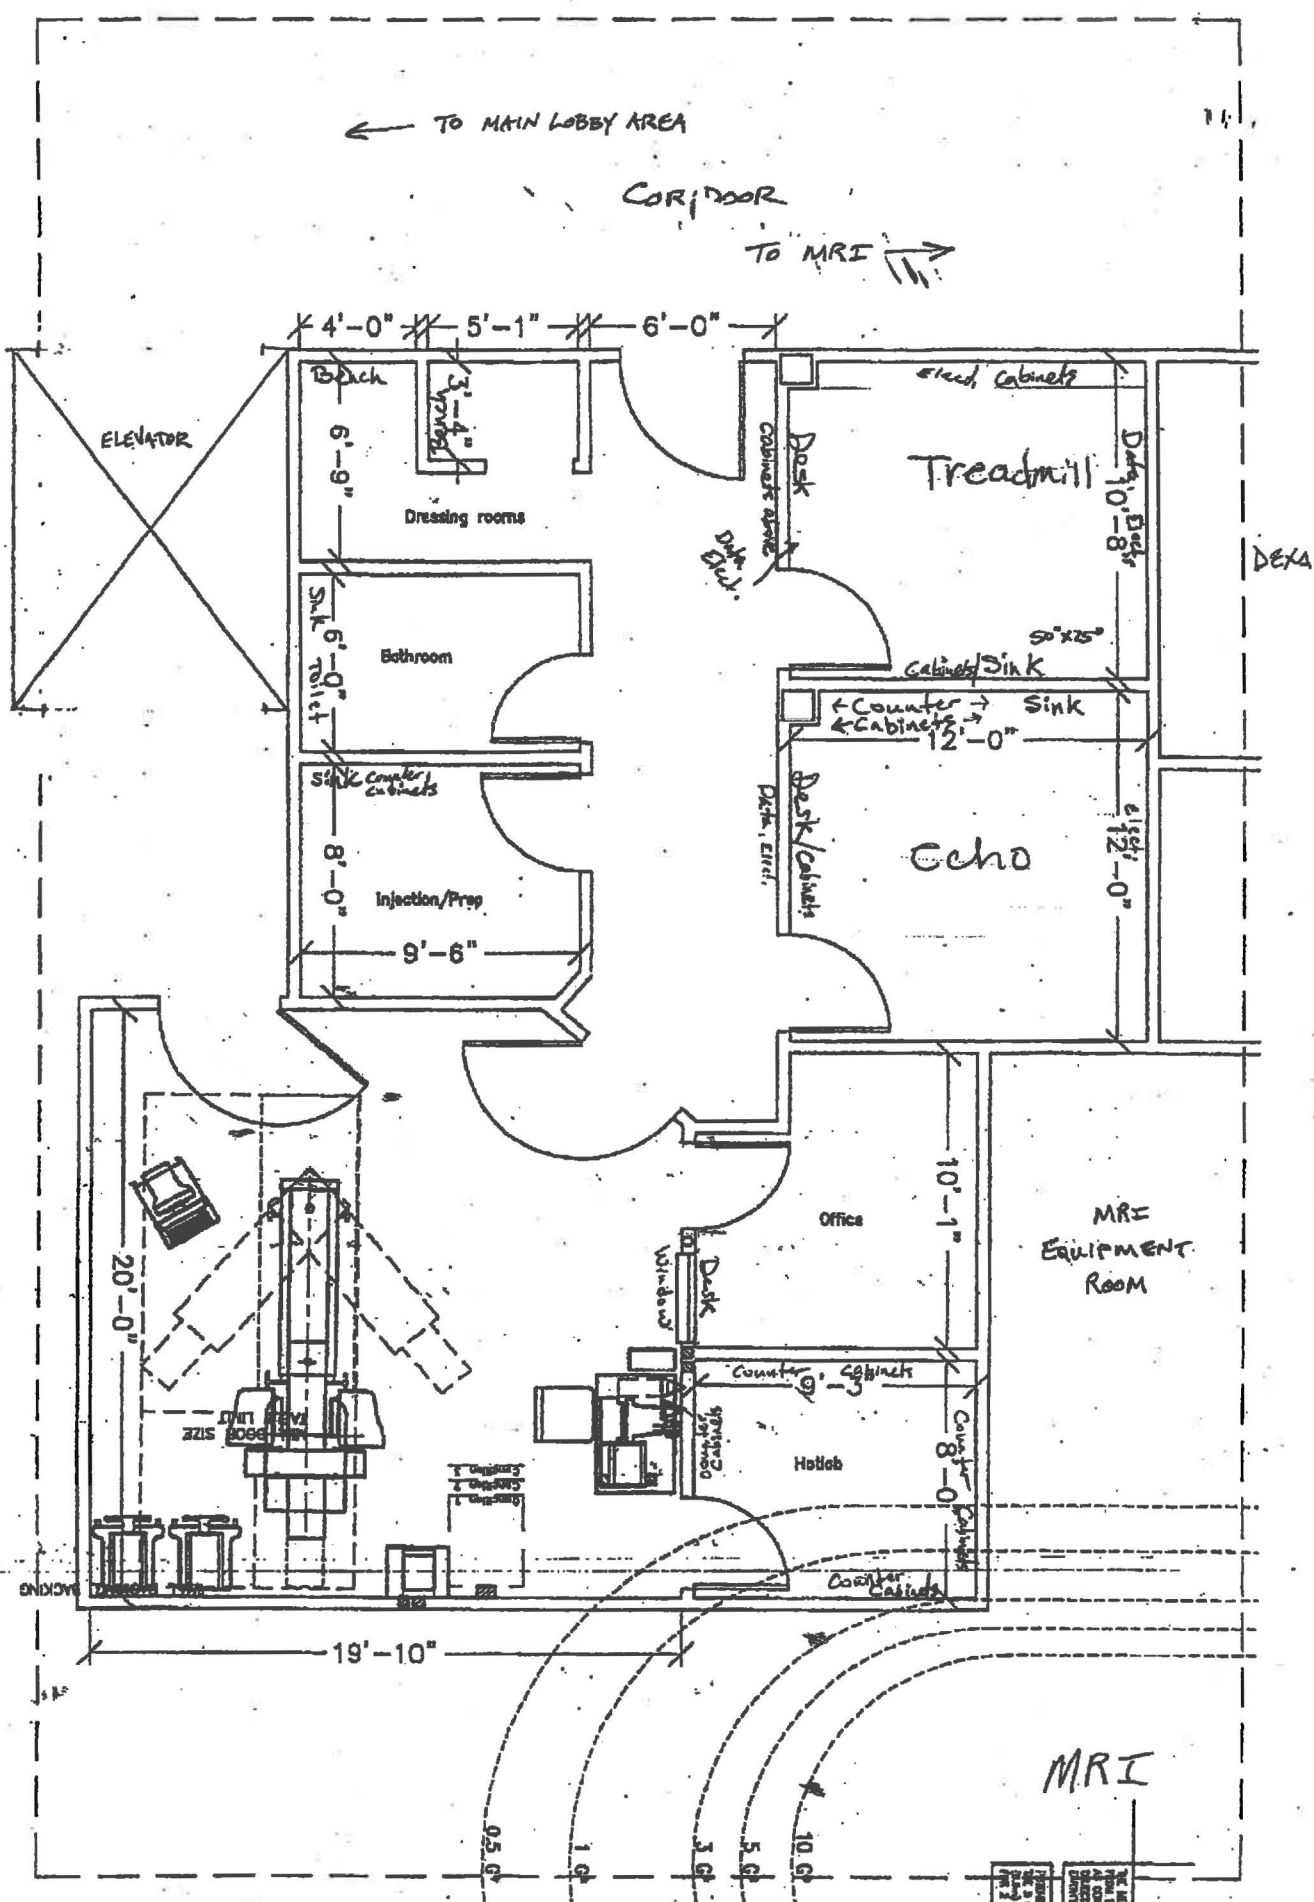 ← TO MAIN LOBBY AREA
CORIDOOR
TO MRI →
4'-0"
5'-1"
6'-0"
Bench
3'-4"
Bench
6'-9"
Dressing rooms
ELEVATOR
Elect, Cabinets
Desk
Cabinets above
Treadmill
Data, Elect
10'-8"
Data
Elect.
DEXA
50"x25"
Cabinets/Sink
Sink Toilet
6'-0"
Bathroom
←Counter→
←Cabinets→
Sink
12'-0"
Sink Counter
Cabinets
8'-0"
Injection/Prep
9'-6"
Desk/Cabinets
Data, Elect.
Echo
elect.
12'-0"
20'-0"
Office
10'-1"
MRI
EQUIPMENT
ROOM
Window
Desk
Counter Cabinets
9'-3"
Counter
Cabinets
Hotlab
Counter Cabinets
8'-0"
Counter
Cabinets
UNIT
SIZE
BACKING
19'-10"
MRI
0.5 G
1 G
3 G
5 G
10 G